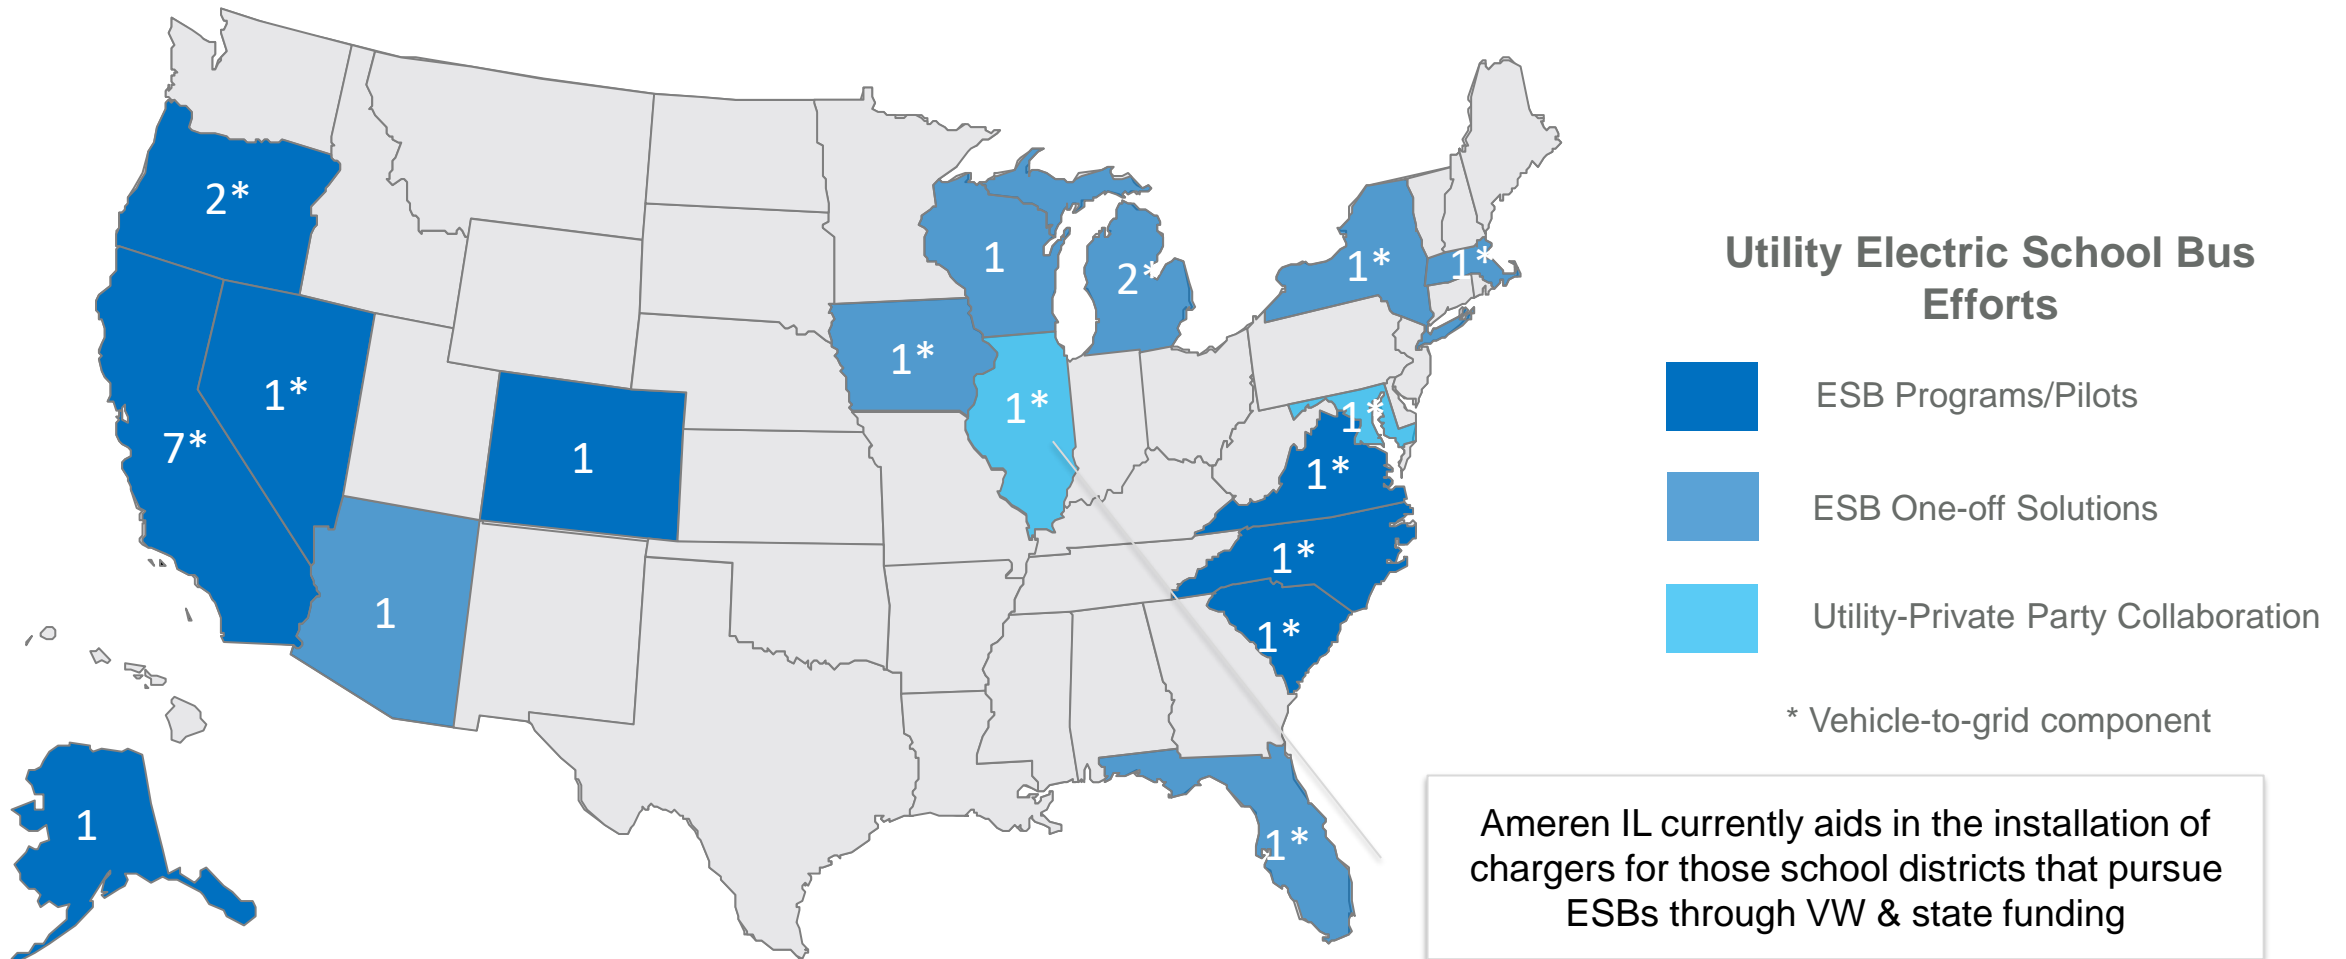 2*
1
2*
1*
1*
1*
1*
7*
1
1*
1*
1*
1*
1
1*
1
1*
Utility Electric School Bus
Efforts
ESB Programs/Pilots
ESB One-off Solutions
Utility-Private Party Collaboration
* Vehicle-to-grid component
Ameren IL currently aids in the installation of
chargers for those school districts that pursue
ESBs through VW & state funding